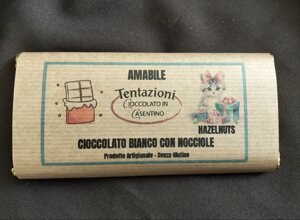 AMABILE
Tentazioni
CIOCCOLATO IN
CASENTINO
HAZELNUTS
CIOCCOLATO BIANCO CON NOCCIOLE
Prodotto Artigianale - Senza Glutine